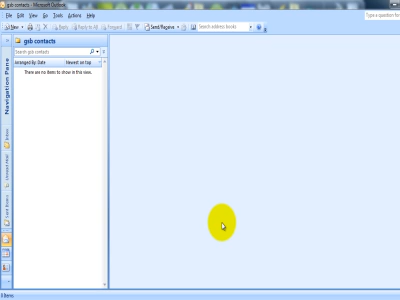 gsb contacts - Microsoft Outlook
File Edit View Go Tools Actions Help
Type a question for
New Reply Reply to All Forward Send/Receive Search address books
gsb contacts
Search gsb contacts
Arranged By: Date Newest on top
There are no items to show in this view.
Navigation Pane
Inbox
0 Items